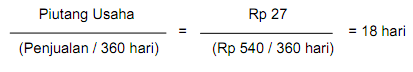 Piutang Usaha Rp 27
= = 18 hari
(Penjualan / 360 hari) (Rp 540 / 360 hari)